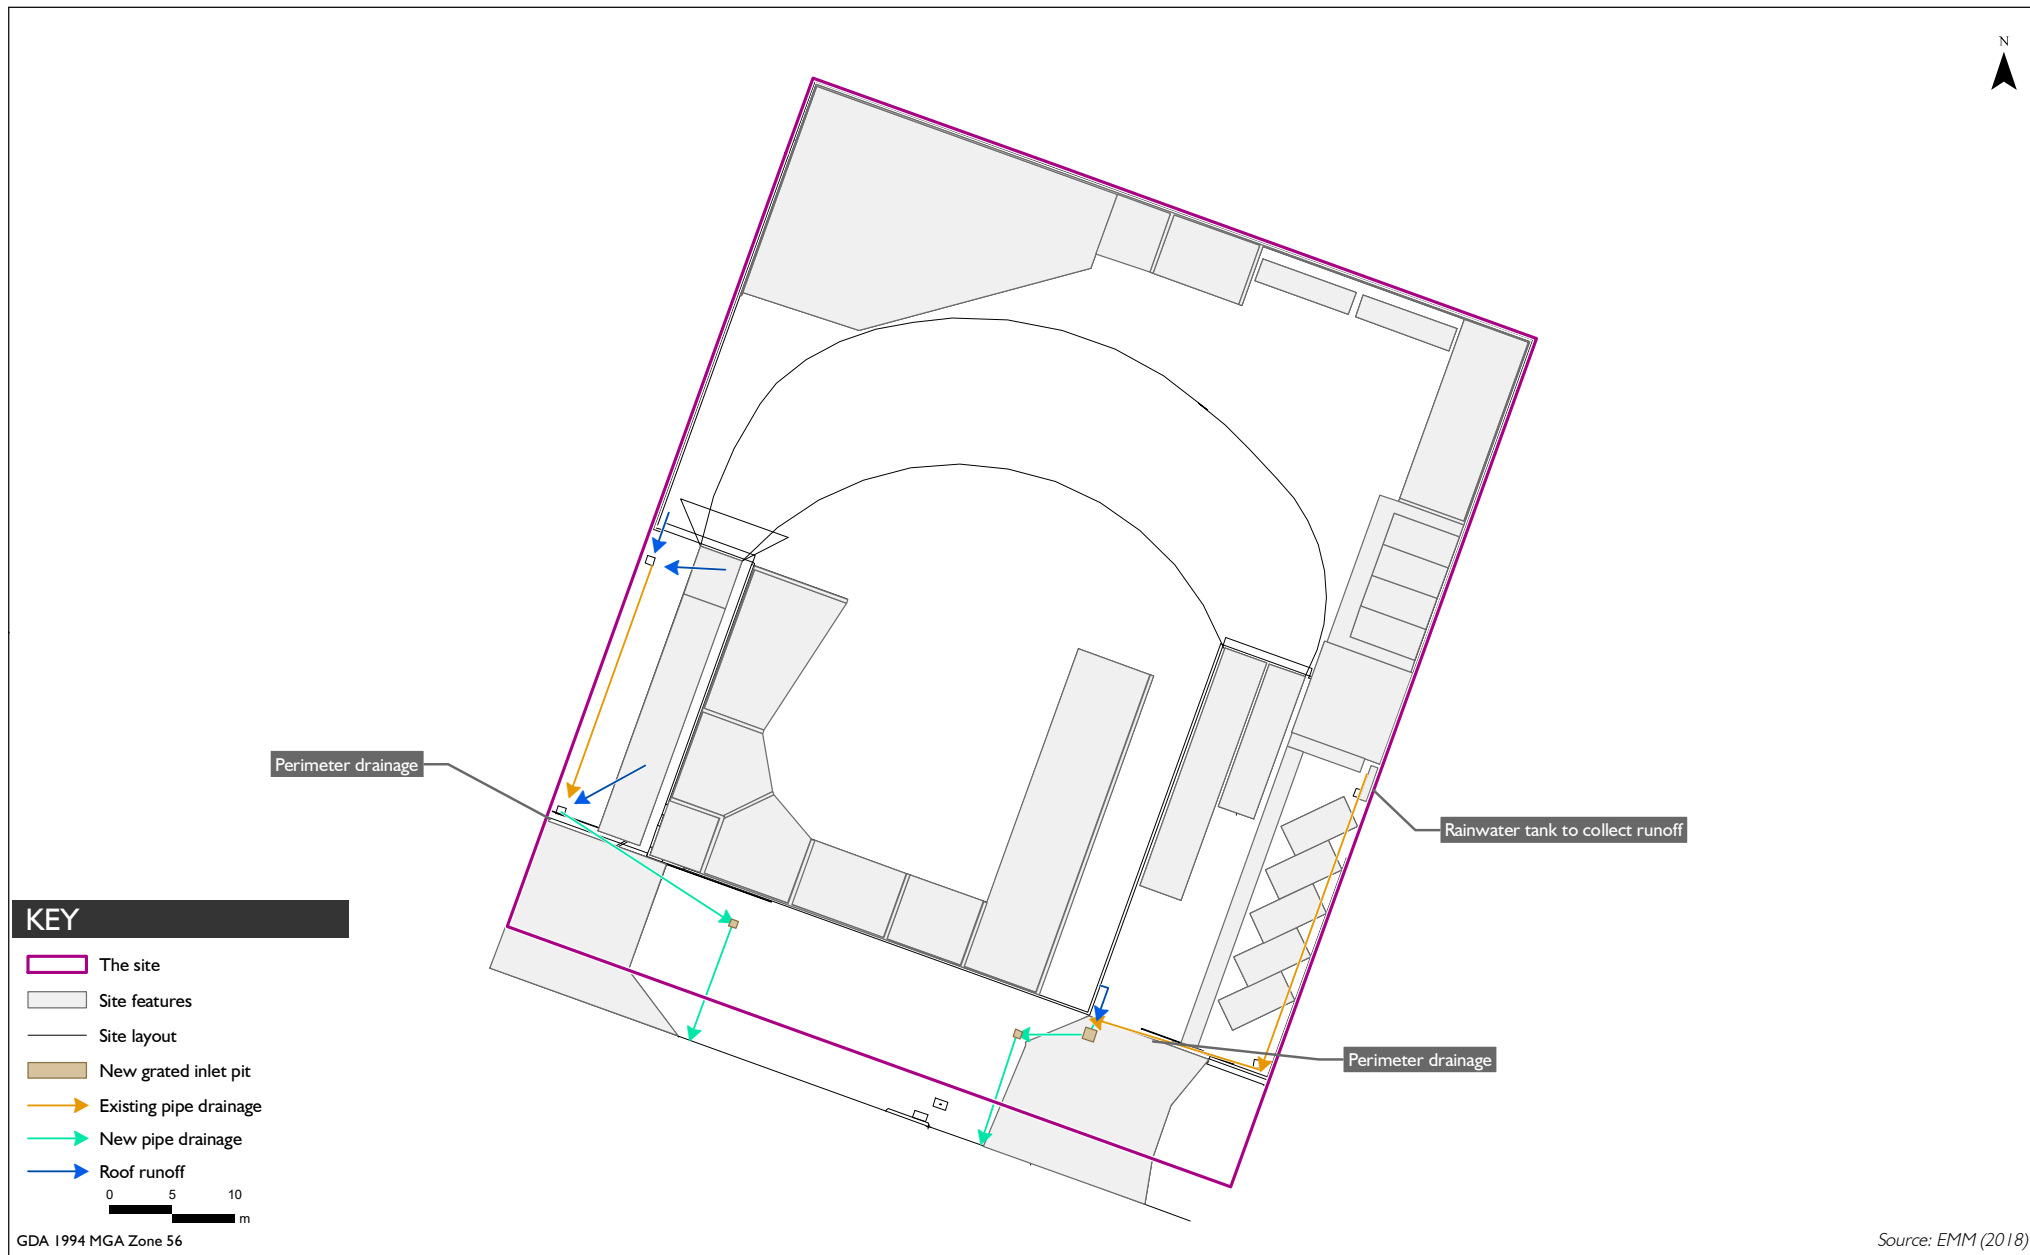 N
Perimeter drainage
Rainwater tank to collect runoff
Perimeter drainage
KEY
The site
Site features
Site layout
New grated inlet pit
Existing pipe drainage
New pipe drainage
Roof runoff
0 5 10
m
GDA 1994 MGA Zone 56
Source: EMM (2018)